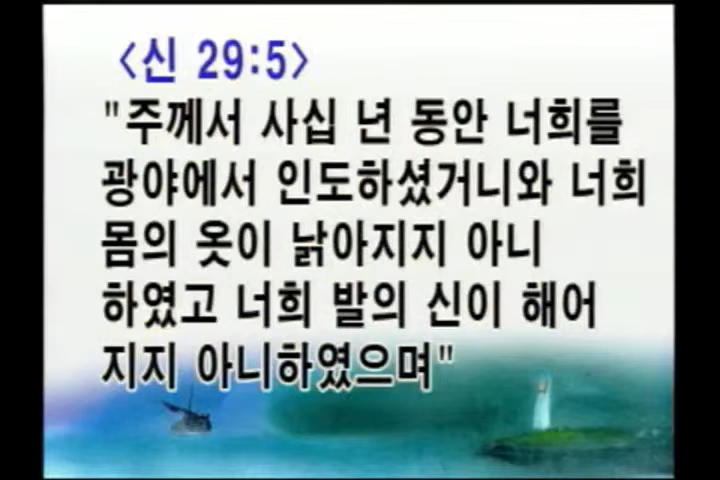 <신 29:5>
"주께서 사십 년 동안 너희를
광야에서 인도하셨거니와 너희
몸의 옷이 낡아지지 아니
하였고 너희 발의 신이 해어
지지 아니하였으며"